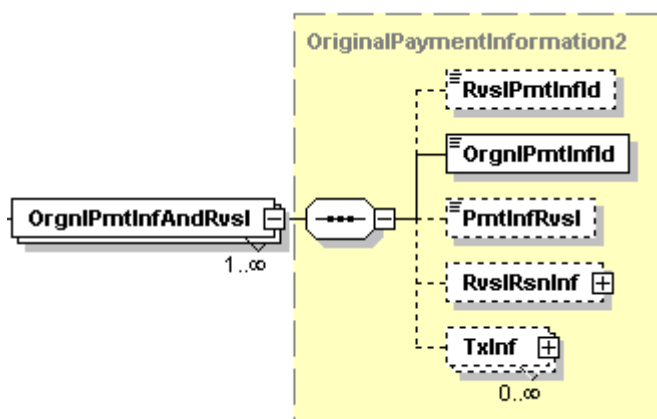 OriginalPaymentInformation2
RvslPmtInfId
OrgnlPmtInfId
OrgnlPmtInfAndRvsl
1..∞
PmtInfRvsl
RvslRsnInf
TxInf
0..∞